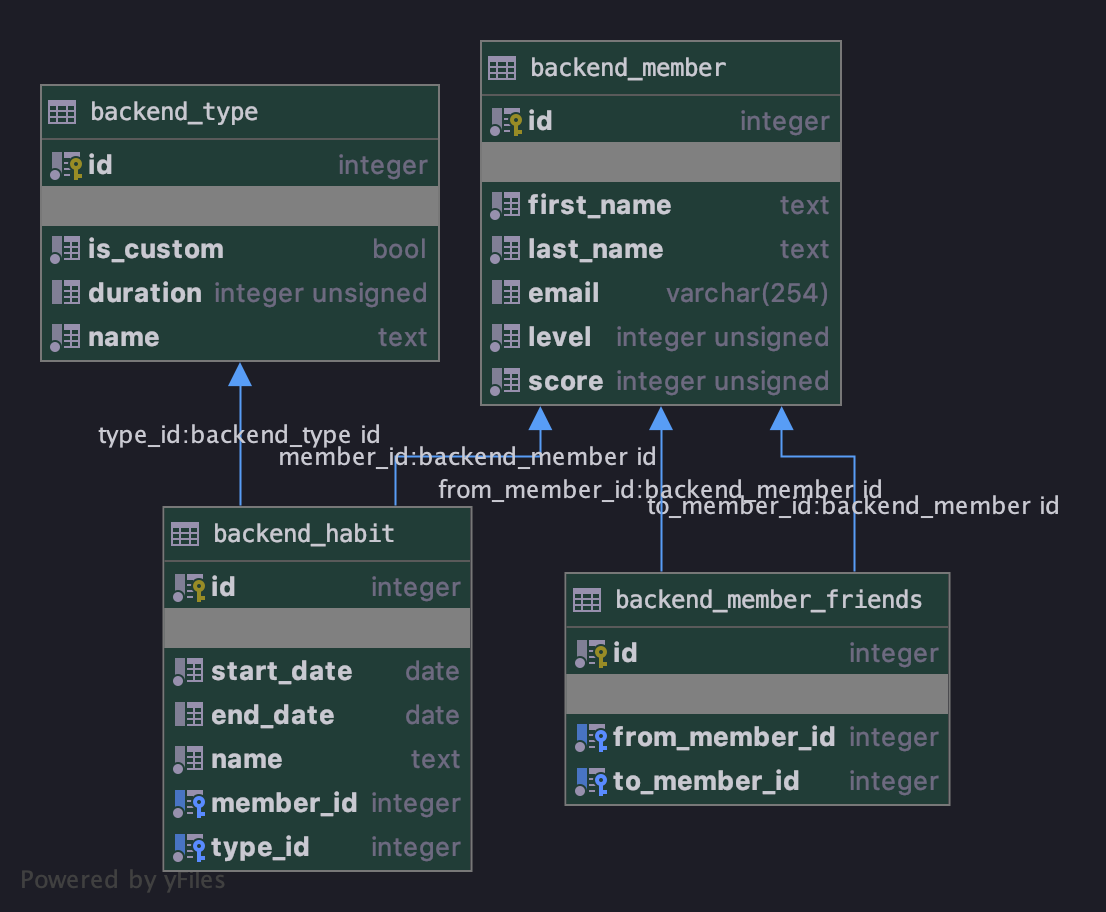 backend_type
id integer
is_custom bool
duration integer unsigned
name text
backend_member
id integer
first_name text
last_name text
email varchar(254)
level integer unsigned
score integer unsigned
type_id:backend_type id
member_id:backend_member id
from_member_id:backend_member id
to_member_id:backend_member id
backend_habit
id integer
start_date date
end_date date
name text
member_id integer
type_id integer
backend_member_friends
id integer
from_member_id integer
to_member_id integer
Powered by yFiles